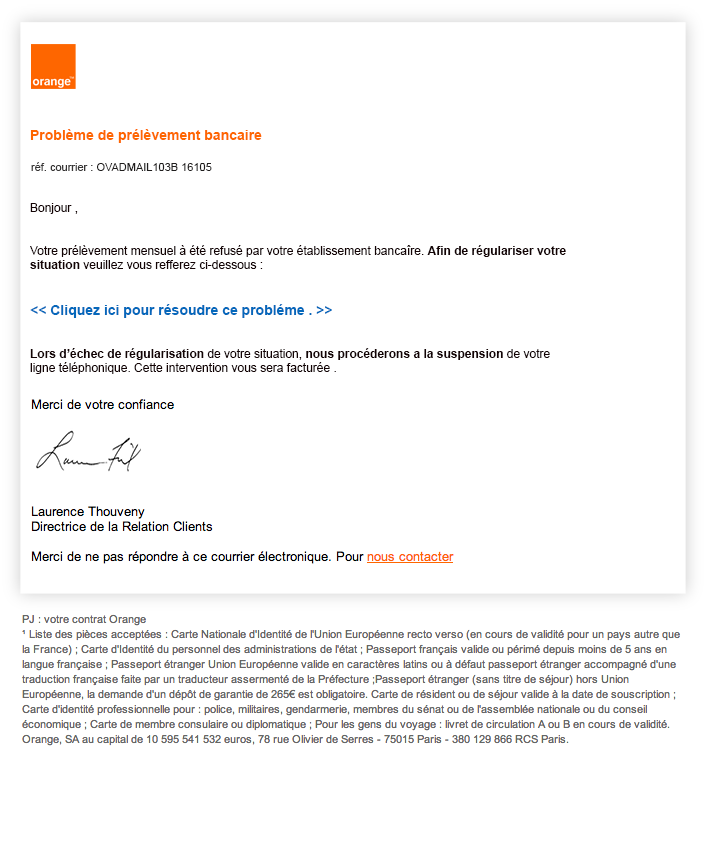 orange™
Problème de prélèvement bancaire
réf. courrier : OVADMAIL103B 16105
Bonjour ,
Votre prélèvement mensuel à été refusé par votre établissement bancaîre. Afin de régulariser votre
situation veuillez vous refferez ci-dessous :
<< Cliquez ici pour résoudre ce probléme . >>
Lors d'échec de régularisation de votre situation, nous procéderons a la suspension de votre
ligne téléphonique. Cette intervention vous sera facturée .
Merci de votre confiance
Laurence Thouveny
Directrice de la Relation Clients
Merci de ne pas répondre à ce courrier électronique. Pour nous contacter
PJ : votre contrat Orange
¹ Liste des pièces acceptées : Carte Nationale d'Identité de l'Union Européenne recto verso (en cours de validité pour un pays autre que
la France) ; Carte d'Identité du personnel des administrations de l'état ; Passeport français valide ou périmé depuis moins de 5 ans en
langue française ; Passeport étranger Union Européenne valide en caractères latins ou à défaut passeport étranger accompagné d'une
traduction française faite par un traducteur assermenté de la Préfecture ;Passeport étranger (sans titre de séjour) hors Union
Européenne, la demande d'un dépôt de garantie de 265€ est obligatoire. Carte de résident ou de séjour valide à la date de souscription ;
Carte d'identité professionnelle pour : police, militaires, gendarmerie, membres du sénat ou de l'assemblée nationale ou du conseil
économique ; Carte de membre consulaire ou diplomatique ; Pour les gens du voyage : livret de circulation A ou B en cours de validité.
Orange, SA au capital de 10 595 541 532 euros, 78 rue Olivier de Serres - 75015 Paris - 380 129 866 RCS Paris.